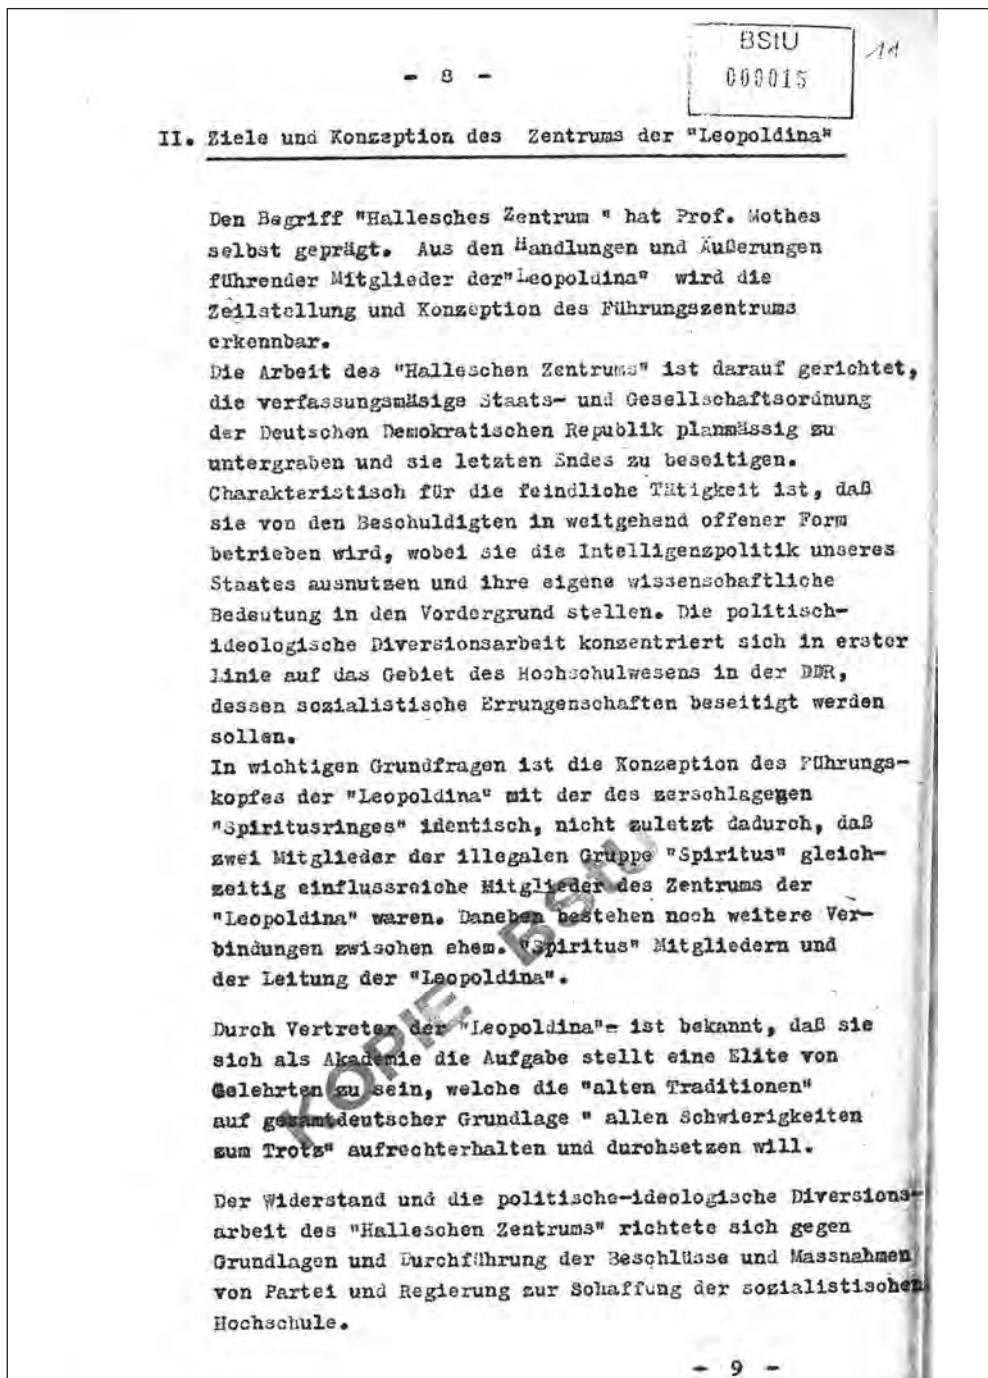 BStU
000015
11
- 8 -
II. Ziele und Konzeption des Zentrums der "Leopoldina"
Den Begriff "Hallesches Zentrum " hat Prof. Mothes
selbst geprägt. Aus den Handlungen und Äußerungen
führender Mitglieder der"Leopoldina" wird die
Zeilstellung und Konzeption des Führungszentrums
erkennbar.
Die Arbeit des "Halleschen Zentrums" ist darauf gerichtet,
die verfassungsmäsige Staats- und Gesellschaftsordnung
der Deutschen Demokratischen Republik planmässig zu
untergraben und sie letzten Endes zu beseitigen.
Charakteristisch für die feindliche Tätigkeit ist, daß
sie von den Beschuldigten in weitgehend offener Form
betrieben wird, wobei sie die Intelligenzpolitik unseres
Staates ausnutzen und ihre eigene wissenschaftliche
Bedeutung in den Vordergrund stellen. Die politisch-
ideologische Diversionsarbeit konzentriert sich in erster
Linie auf das Gebiet des Hochschulwesens in der DDR,
dessen sozialistische Errungenschaften beseitigt werden
sollen.
In wichtigen Grundfragen ist die Konzeption des Führungs-
kopfes der "Leopoldina" mit der des zerschlagenen
"Spiritusringes" identisch, nicht zuletzt dadurch, daß
zwei Mitglieder der illegalen Gruppe "Spiritus" gleich-
zeitig einflussreiche Mitglieder des Zentrums der
"Leopoldina" waren. Daneben bestehen noch weitere Ver-
bindungen zwischen ehem. "Spiritus" Mitgliedern und
der Leitung der "Leopoldina".
Durch Vertreter der "Leopoldina"- ist bekannt, daß sie
sich als Akademie die Aufgabe stellt eine Elite von
Gelehrten zu sein, welche die "alten Traditionen"
auf gesamtdeutscher Grundlage " allen Schwierigkeiten
zum Trotz" aufrechterhalten und durchsetzen will.
Der Widerstand und die politische-ideologische Diversions-
arbeit des "Halleschen Zentrums" richtete sich gegen
Grundlagen und Durchführung der Beschlüsse und Massnahmen
von Partei und Regierung zur Schaffung der sozialistischen
Hochschule.
- 9 -
KOPIE BStU